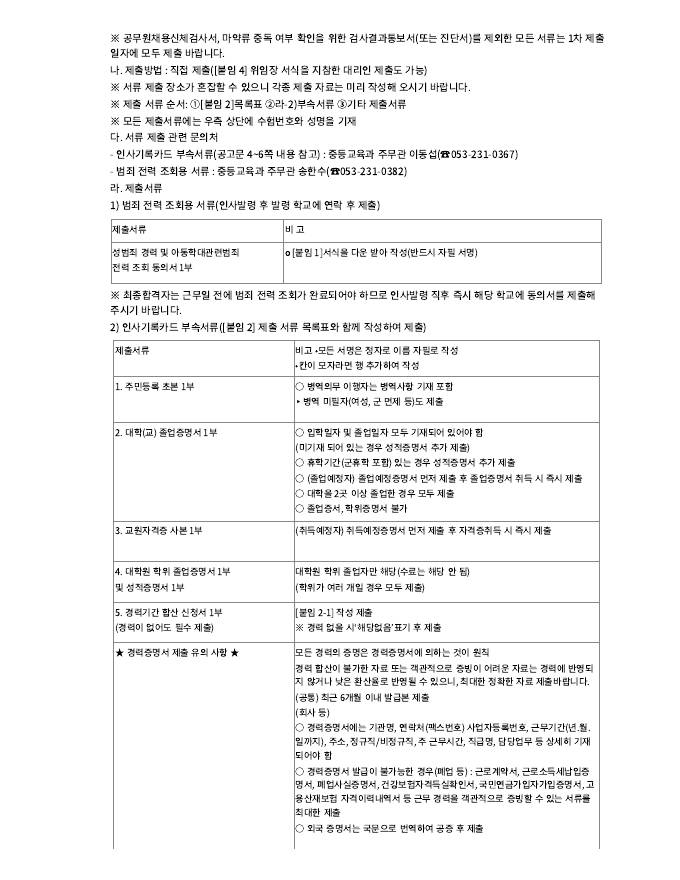 ※ 공무원채용신체검사서, 마약류 중독 여부 확인을 위한 검사결과통보서(또는 진단서)를 제외한 모든 서류는 1차 제출
일자에 모두 제출 바랍니다.
나. 제출방법 : 직접 제출([붙임 4] 위임장 서식을 지참한 대리인 제출도 가능)
※ 서류 제출 장소가 혼잡할 수 있으니 각종 제출 자료는 미리 작성해 오시기 바랍니다.
※ 제출 서류 순서: ①[붙임 2]목록표 ②라-2)부속서류 ③기타 제출서류
※ 모든 제출서류에는 우측 상단에 수험번호와 성명을 기재
다. 서류 제출 관련 문의처
- 인사기록카드 부속서류(공고문 4~6쪽 내용 참고) : 중등교육과 주무관 이동섭(☎053-231-0367)
- 범죄 전력 조회용 서류 : 중등교육과 주무관 송한수(☎053-231-0382)
라. 제출서류
1) 범죄 전력 조회용 서류(인사발령 후 발령 학교에 연락 후 제출)
제출서류
비 고
성범죄 경력 및 아동학대관련범죄
전력 조회 동의서 1부
o [붙임 1]서식을 다운 받아 작성(반드시 자필 서명)
※ 최종합격자는 근무일 전에 범죄 전력 조회가 완료되어야 하므로 인사발령 직후 즉시 해당 학교에 동의서를 제출해
주시기 바랍니다.
2) 인사기록카드 부속서류([붙임 2] 제출 서류 목록표와 함께 작성하여 제출)
제출서류
비고 •모든 서명은 정자로 이름 자필로 작성
•칸이 모자라면 행 추가하여 작성
1. 주민등록 초본 1부
○ 병역의무 이행자는 병역사항 기재 포함
‣ 병역 미필자(여성, 군 면제 등)도 제출
2. 대학(교) 졸업증명서 1부
○ 입학일자 및 졸업일자 모두 기재되어 있어야 함
(미기재 되어 있는 경우 성적증명서 추가 제출)
○ 휴학기간(군휴학 포함) 있는 경우 성적증명서 추가 제출
○ (졸업예정자) 졸업예정증명서 먼저 제출 후 졸업증명서 취득 시 즉시 제출
○ 대학을 2곳 이상 졸업한 경우 모두 제출
○ 졸업증서, 학위증명서 불가
3. 교원자격증 사본 1부
(취득예정자) 취득예정증명서 먼저 제출 후 자격증취득 시 즉시 제출
4. 대학원 학위 졸업증명서 1부
및 성적증명서 1부
대학원 학위 졸업자만 해당(수료는 해당 안 됨)
(학위가 여러 개일 경우 모두 제출)
5. 경력기간 합산 신청서 1부
(경력이 없어도 필수 제출)
[붙임 2-1] 작성 제출
※ 경력 없을 시'해당없음'표기 후 제출
★ 경력증명서 제출 유의 사항 ★
모든 경력의 증명은 경력증명서에 의하는 것이 원칙
경력 합산이 불가한 자료 또는 객관적으로 증빙이 어려운 자료는 경력에 반영되
지 않거나 낮은 환산율로 반영될 수 있으니, 최대한 정확한 자료 제출바랍니다.
(공통) 최근 6개월 이내 발급본 제출
(회사 등)
○ 경력증명서에는 기관명, 연락처(팩스번호) 사업자등록번호, 근무기간(년.월.
일까지), 주소, 정규직/비정규직, 주 근무시간, 직급명, 담당업무 등 상세히 기재
되어야 함
○ 경력증명서 발급이 불가능한 경우(폐업 등) : 근로계약서, 근로소득세납입증
명서, 폐업사실증명서, 건강보험자격득실확인서, 국민연금가입자가입증명서, 고
용산재보험 자격이력내역서 등 근무 경력을 객관적으로 증빙할 수 있는 서류를
최대한 제출
○ 외국 증명서는 국문으로 번역하여 공증 후 제출